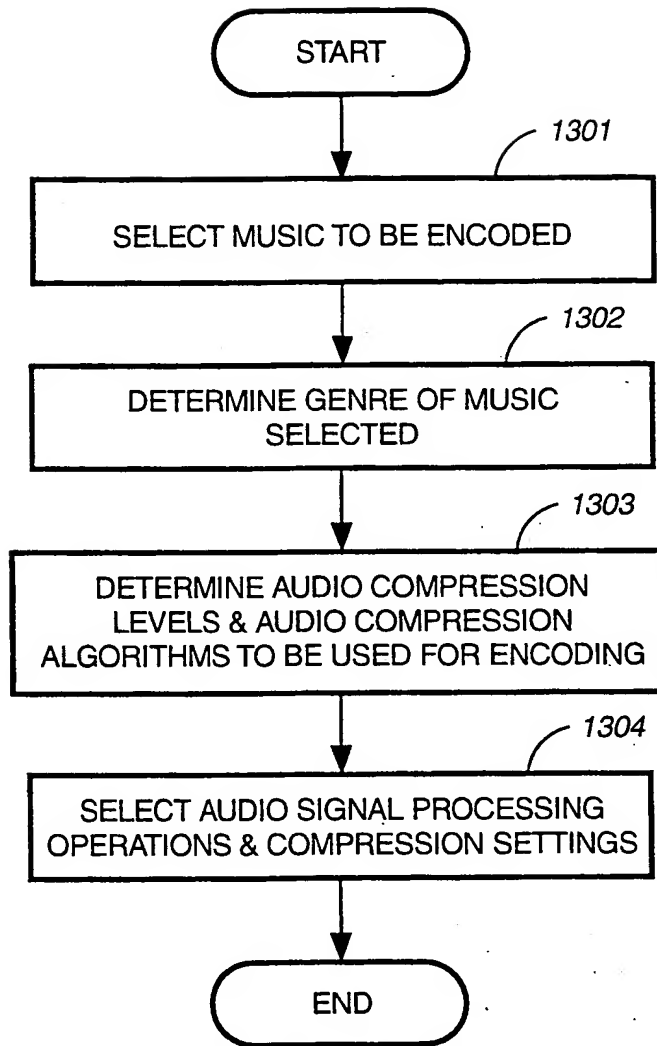 START
1301
SELECT MUSIC TO BE ENCODED
1302
DETERMINE GENRE OF MUSIC
SELECTED
1303
DETERMINE AUDIO COMPRESSION
LEVELS & AUDIO COMPRESSION
ALGORITHMS TO BE USED FOR ENCODING
1304
SELECT AUDIO SIGNAL PROCESSING
OPERATIONS & COMPRESSION SETTINGS
END